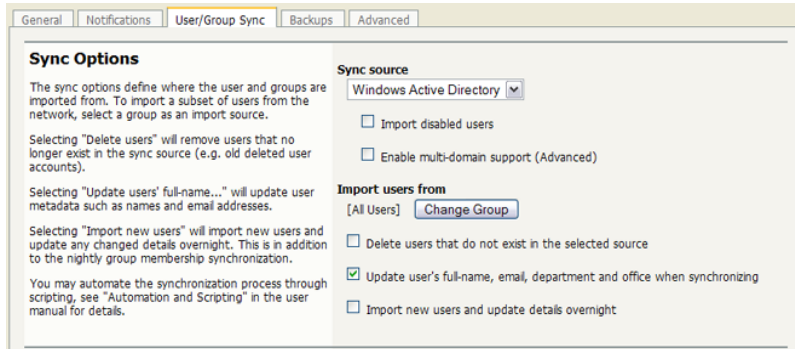 General Notifications User/Group Sync Backups Advanced
Sync Options
The sync options define where the user and groups are
imported from. To import a subset of users from the
network, select a group as an import source.
Selecting "Delete users" will remove users that no
longer exist in the sync source (e.g. old deleted user
accounts).
Selecting "Update users' full-name..." will update user
metadata such as names and email addresses.
Selecting "Import new users" will import new users and
update any changed details overnight. This is in addition
to the nightly group membership synchronization.
You may automate the synchronization process through
scripting, see "Automation and Scripting" in the user
manual for details.
Sync source
Windows Active Directory
Import disabled users
Enable multi-domain support (Advanced)
Import users from
[All Users] Change Group
Delete users that do not exist in the selected source
Update user's full-name, email, department and office when synchronizing
Import new users and update details overnight